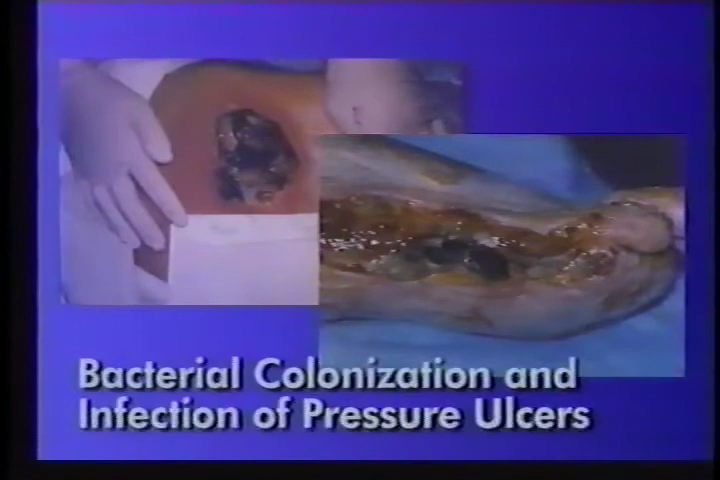 Bacterial Colonization and
Infection of Pressure Ulcers